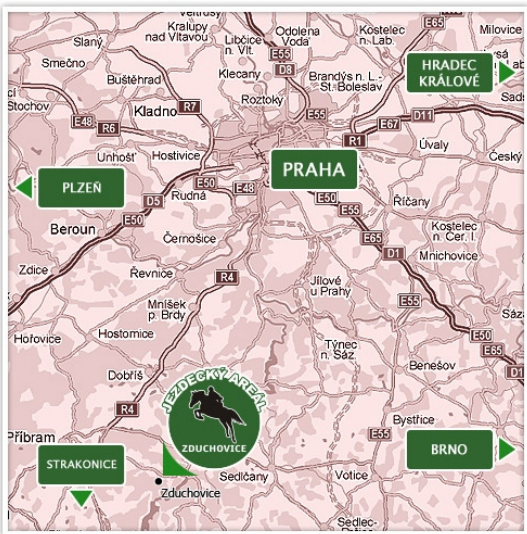 Kralupy
nad Vltavou
Odolena
Voda
Kostelec
n. Lab.
E65
Milovice
Slaný
Libčice
n. Vlt.
E55
D8
Smečno
Klecany
Brandýs n. L.-
St. Boleslav
HRADEC
KRÁLOVÉ
Buštěhrad
Roztoky
Stochov
Kladno
R7
E55
E67
D11
E48
R6
R1
Úvaly
Český
Unhošť
Hostivice
PRAHA
PLZEŇ
E50
E48
D5
Rudná
E50
E55
Říčany
E50
Beroun
Černošice
E65
Kostelec
n. Čer. l.
D1
Mnichovice
Zdice
Řevnice
R4
Jílové
u Prahy
Mníšek
p. Brdy
E55
Hořovice
Hostomice
Týnec
n. Sáz.
E50
E65
D1
Dobříš
Benešov
JEZDECKÝ AREÁL
ZDUCHOVICE
R4
Bystřice
Příbram
E55
BRNO
STRAKONICE
Sedlčany
Votice
Zduchovice
Sedlec-